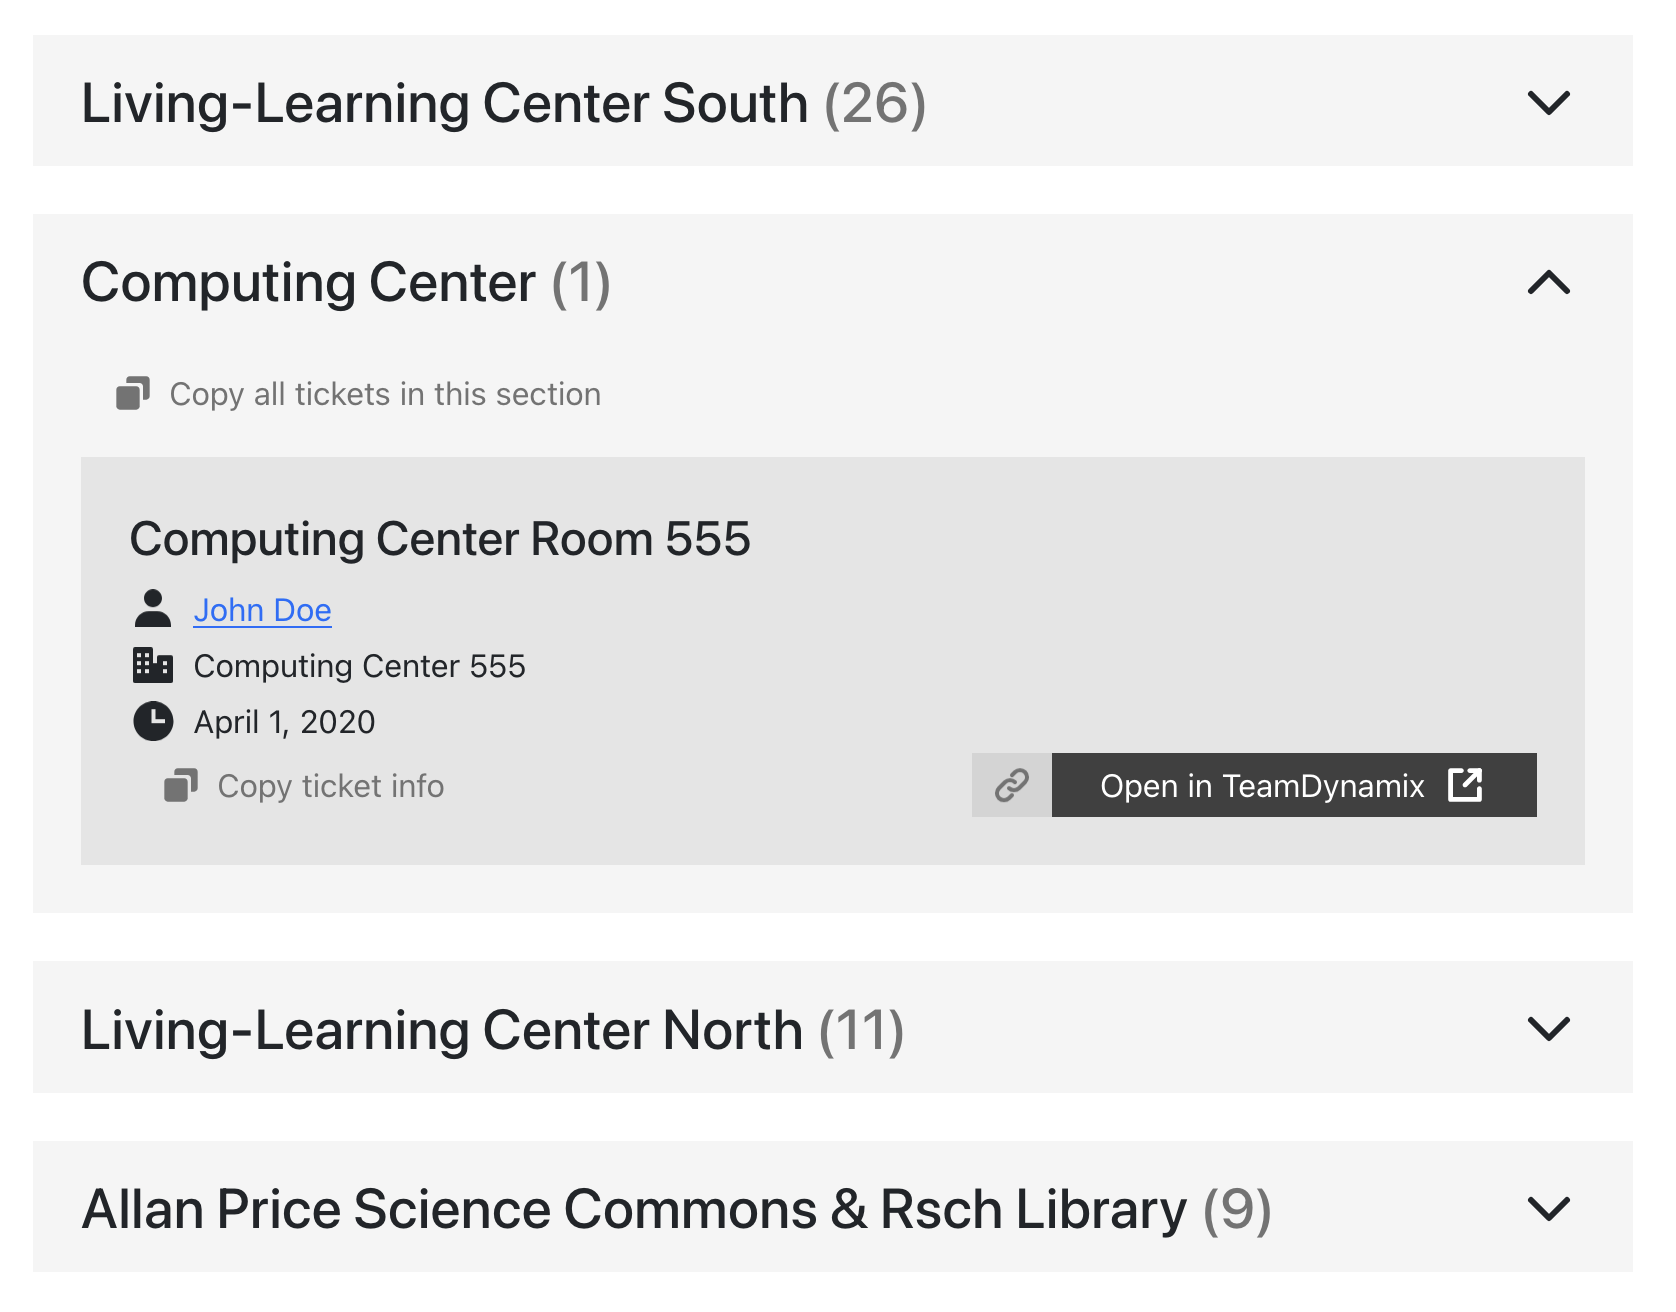 Living-Learning Center South (26)
Computing Center (1)
Copy all tickets in this section
Computing Center Room 555
John Doe
Computing Center 555
April 1, 2020
Copy ticket info
Open in TeamDynamix
Living-Learning Center North (11)
Allan Price Science Commons & Rsch Library (9)